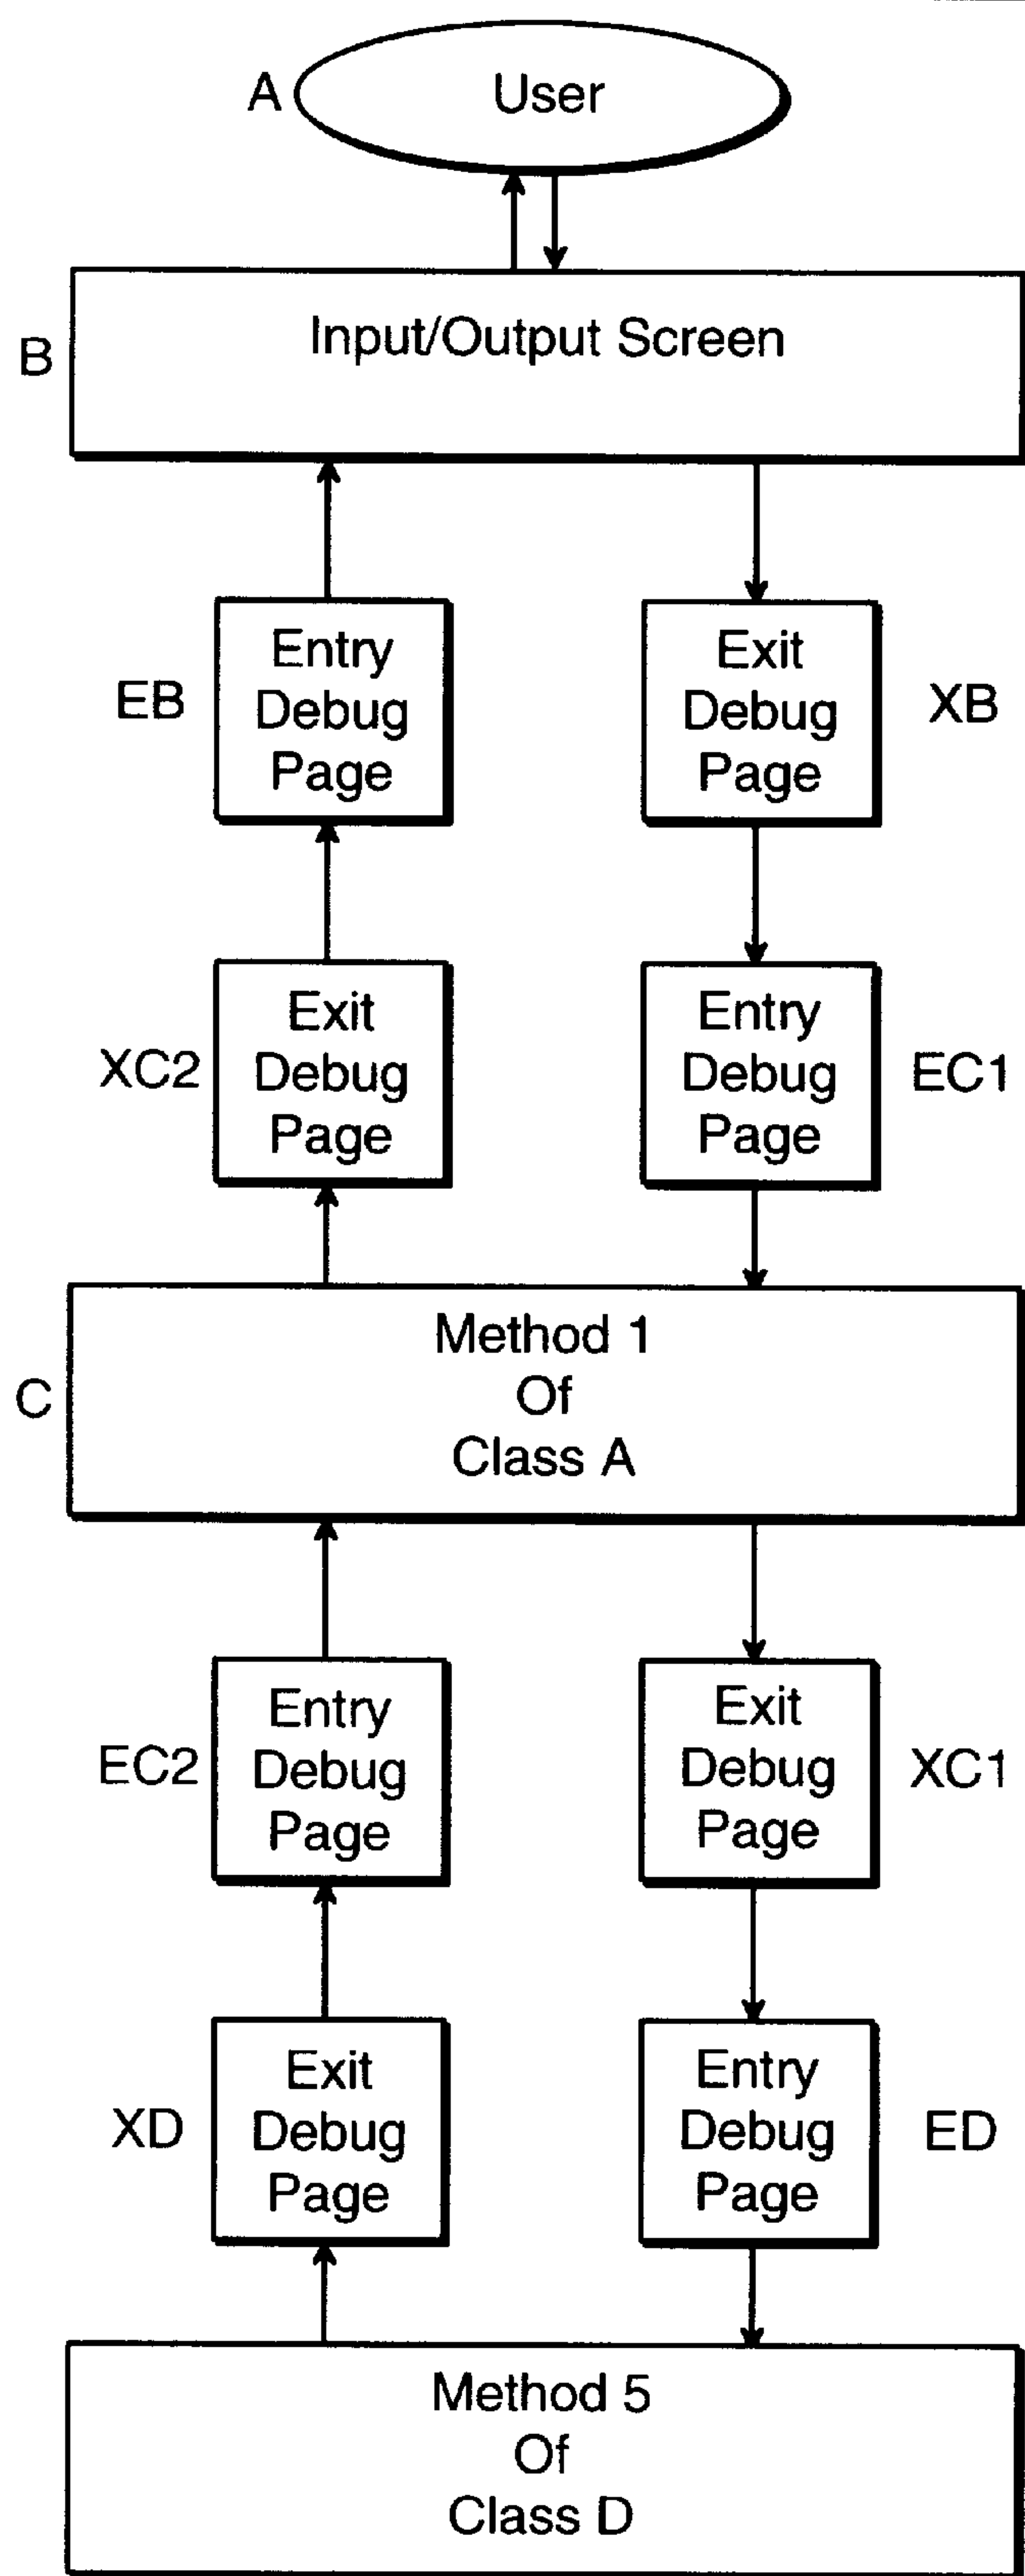 A
User
B
Input/Output Screen
EB
Entry
Debug
Page
Exit
Debug
Page
XB
XC2
Exit
Debug
Page
Entry
Debug
Page
EC1
C
Method 1
Of
Class A
EC2
Entry
Debug
Page
Exit
Debug
Page
XC1
XD
Exit
Debug
Page
Entry
Debug
Page
ED
Method 5
Of
Class D